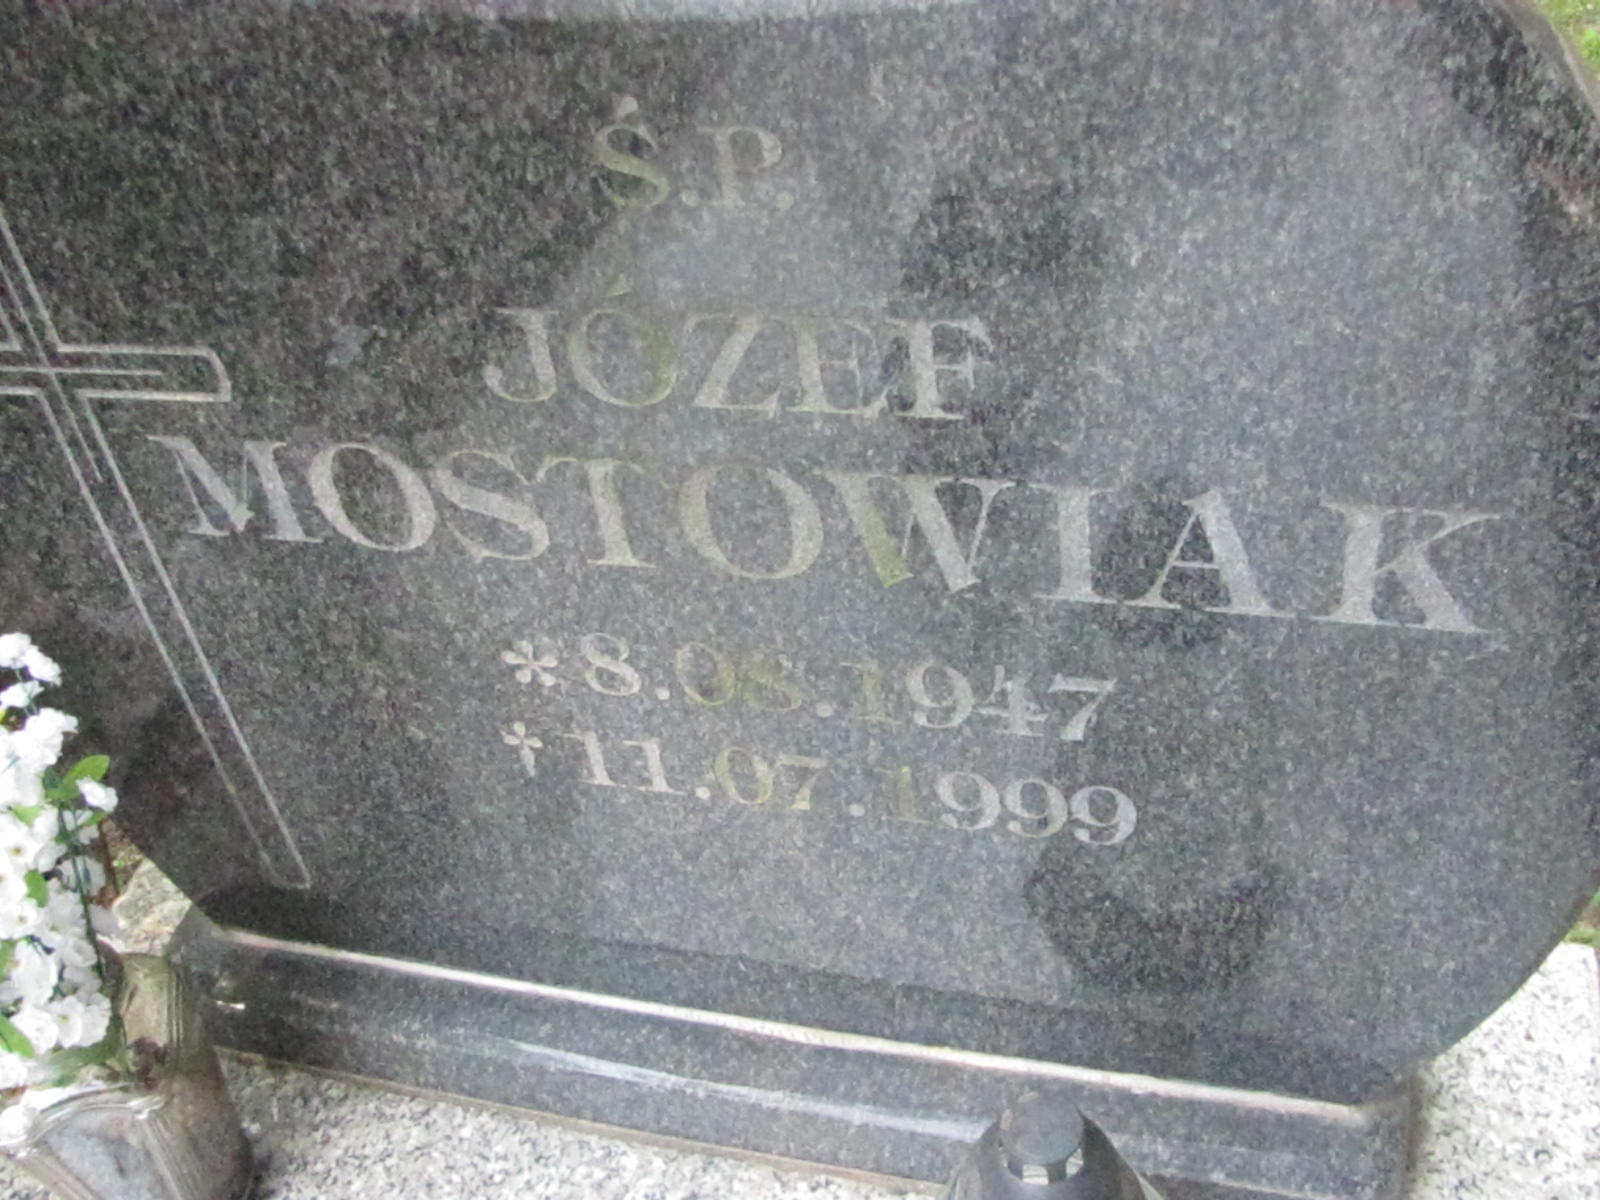 Ś.P.
JÓZEF
MOSTOWIAK
*8.08.1947
†11.07.1999